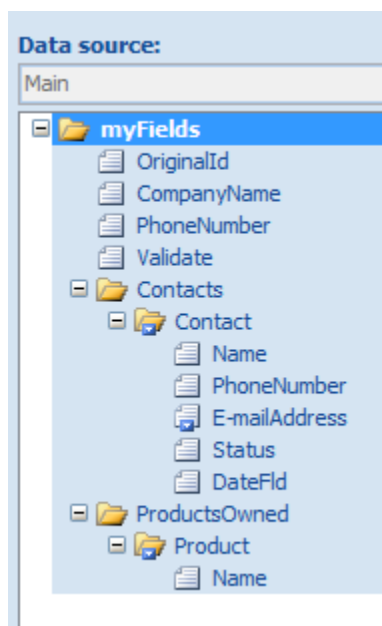 Data source:
Main
myFields
OriginalId
CompanyName
PhoneNumber
Validate
Contacts
Contact
Name
PhoneNumber
E-mailAddress
Status
DateFld
ProductsOwned
Product
Name